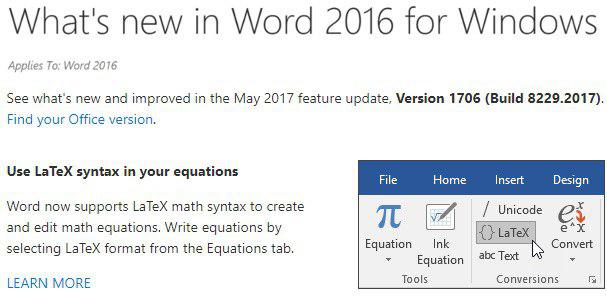 What's new in Word 2016 for Windows
Applies To: Word 2016
See what's new and improved in the May 2017 feature update, Version 1706 (Build 8229.2017).
Find your Office version.
Use LaTeX syntax in your equations
Word now supports LaTeX math syntax to create
and edit math equations. Write equations by
selecting LaTeX format from the Equations tab.
LEARN MORE
File Home Insert Design
π / Unicode eˣ
{} LaTeX e^x
abc Text
Equation Ink Equation Convert
Tools Conversions